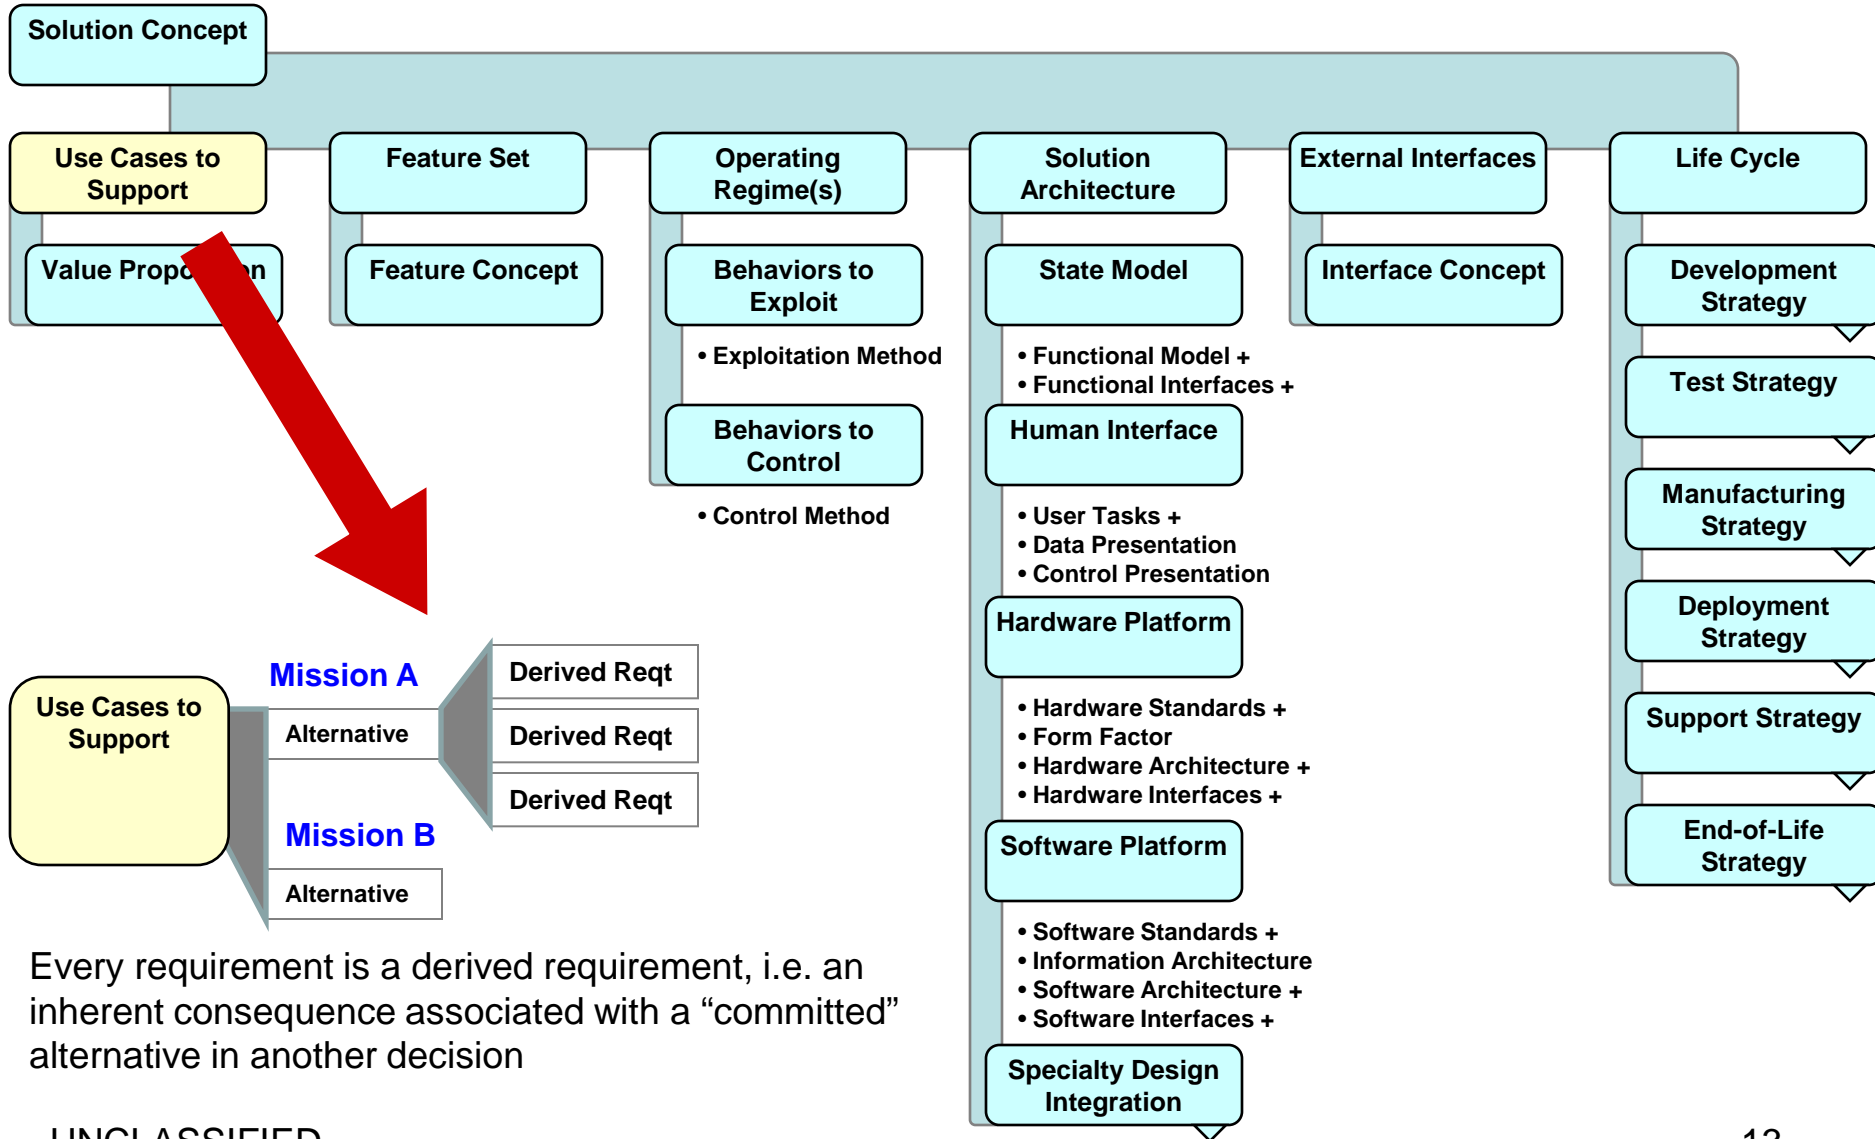 Solution Concept
Use Cases to
Support
Value
Feature Set
Feature Concept
Operating
Regime(s)
Behaviors to
Exploit
• Exploitation Method
Behaviors to
Control
• Control Method
Solution
Architecture
State Model
• Functional Model +
• Functional Interfaces +
Human Interface
• User Tasks +
• Data Presentation
• Control Presentation
Hardware Platform
• Hardware Standards +
• Form Factor
• Hardware Architecture +
• Hardware Interfaces +
Software Platform
• Software Standards +
• Information Architecture
• Software Architecture +
• Software Interfaces +
Specialty Design
Integration
External Interfaces
Interface Concept
Life Cycle
Development
Strategy
Test Strategy
Manufacturing
Strategy
Deployment
Strategy
Support Strategy
End-of-Life
Strategy
Use Cases to
Support
Mission A
Alternative
Derived Reqt
Derived Reqt
Derived Reqt
Mission B
Alternative
Every requirement is a derived requirement, i.e. an
inherent consequence associated with a “committed”
alternative in another decision
UNCLASSIFIED